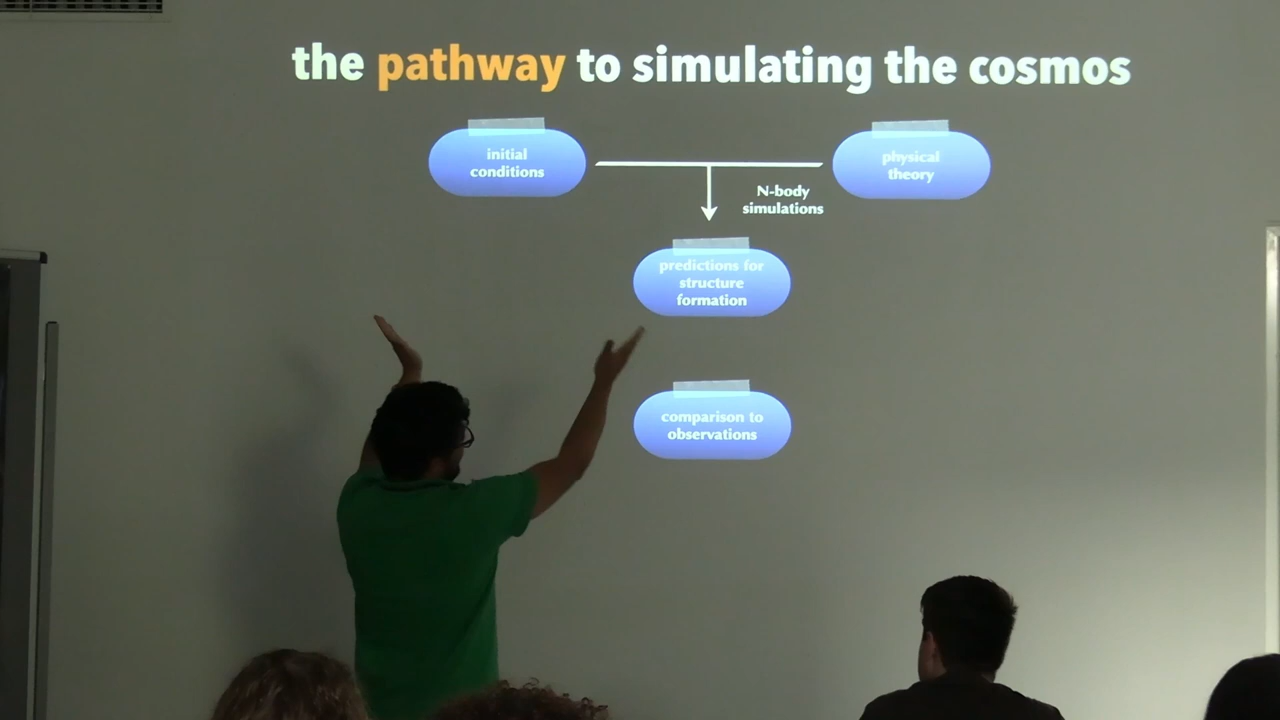 the pathway to simulating the cosmos
initial
conditions
physical
theory
N-body
simulations
predictions for
structure
formation
comparison to
observations